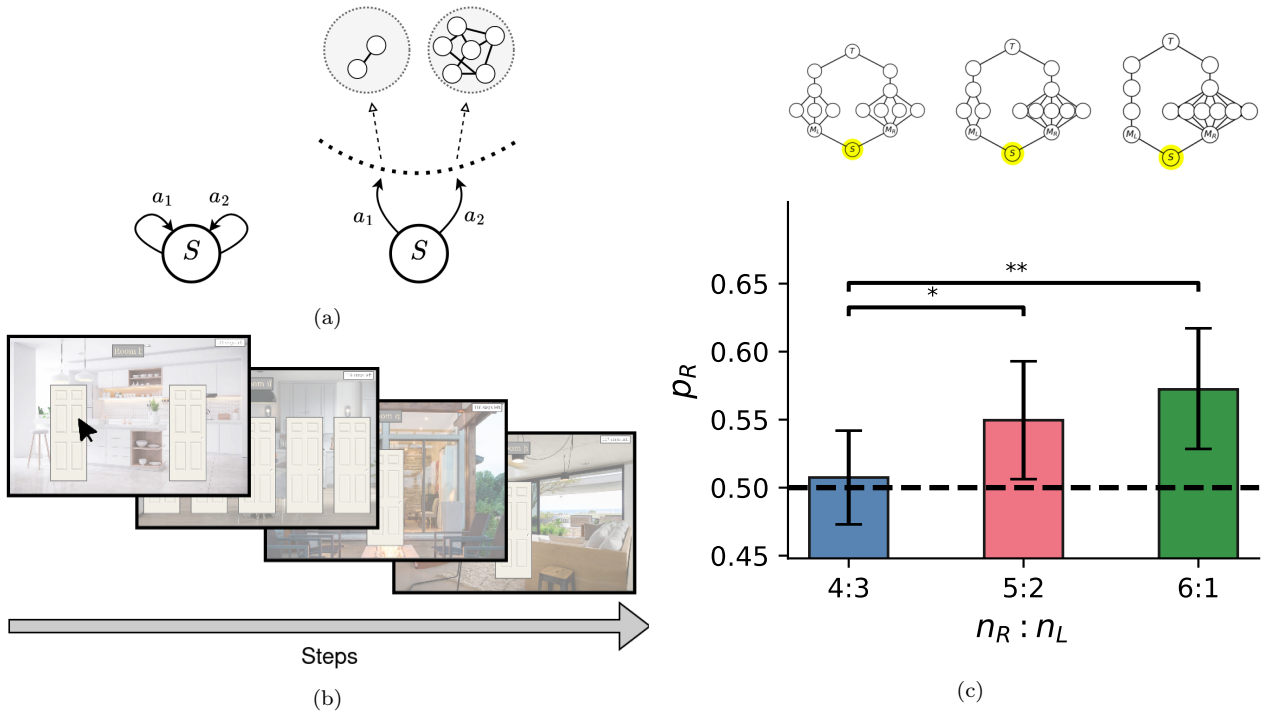 a₁ a₂
S
a₁ a₂
S
(a)
Room
Steps
(b)
T
M_L M_R
S
T
M_L M_R
S
T
M_L M_R
S
0.65
0.60
0.55
0.50
0.45
p_R
**
*
4:3 5:2 6:1
n_R : n_L
(c)